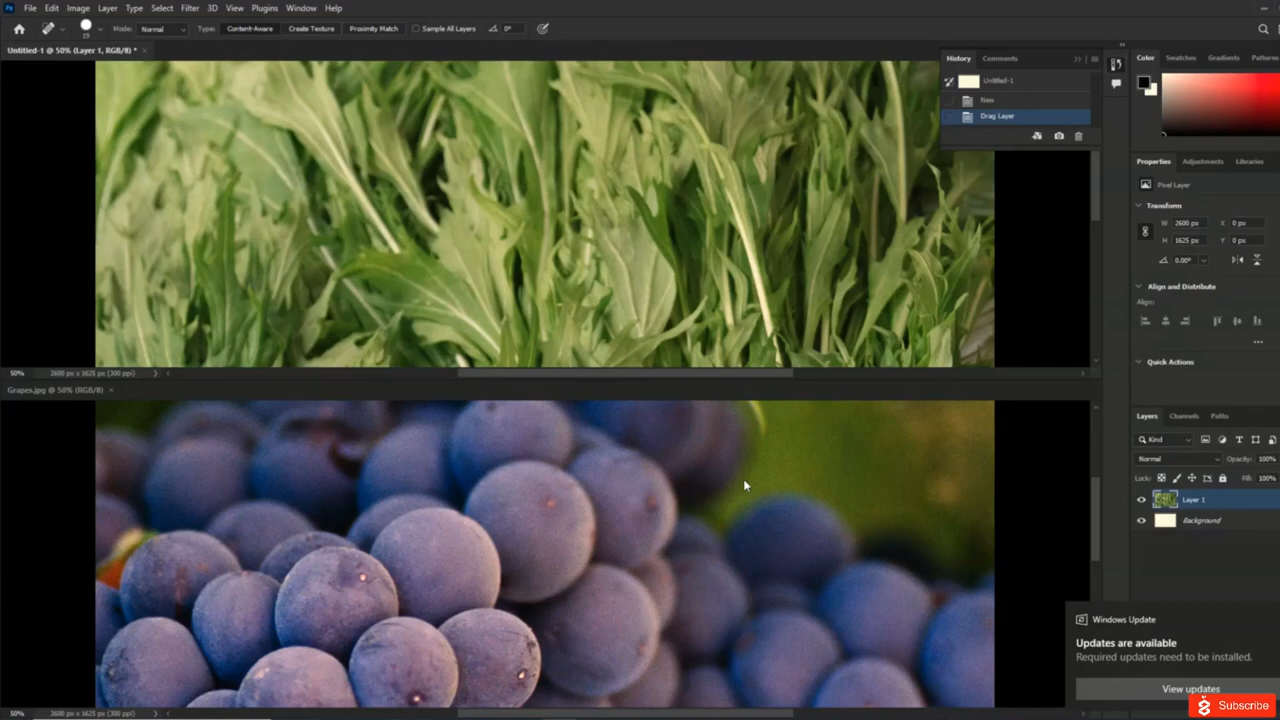 Ps File Edit Image Layer Type Select Filter 3D View Plugins Window Help
19 Mode: Normal Type: Content-Aware Create Texture Proximity Match Sample All Layers 0°
Untitled-1 @ 50% (Layer 1, RGB/8) * ×
History Comments
Untitled-1
New
Drag Layer
Color Swatches Gradients Patterns
Properties Adjustments Libraries
Pixel Layer
Transform
W 2600 px X 0 px
H 1625 px Y 0 px
0.00°
Align and Distribute
Align:
Quick Actions
50% 2600 px x 1625 px (300 ppi)
Grapes.jpg @ 50% (RGB/8) ×
Layers Channels Paths
Kind
Normal Opacity: 100%
Lock: Fill: 100%
Layer 1
Background
Windows Update
Updates are available
Required updates need to be installed.
View updates
Subscribe
50% 2600 px x 1625 px (300 ppi)